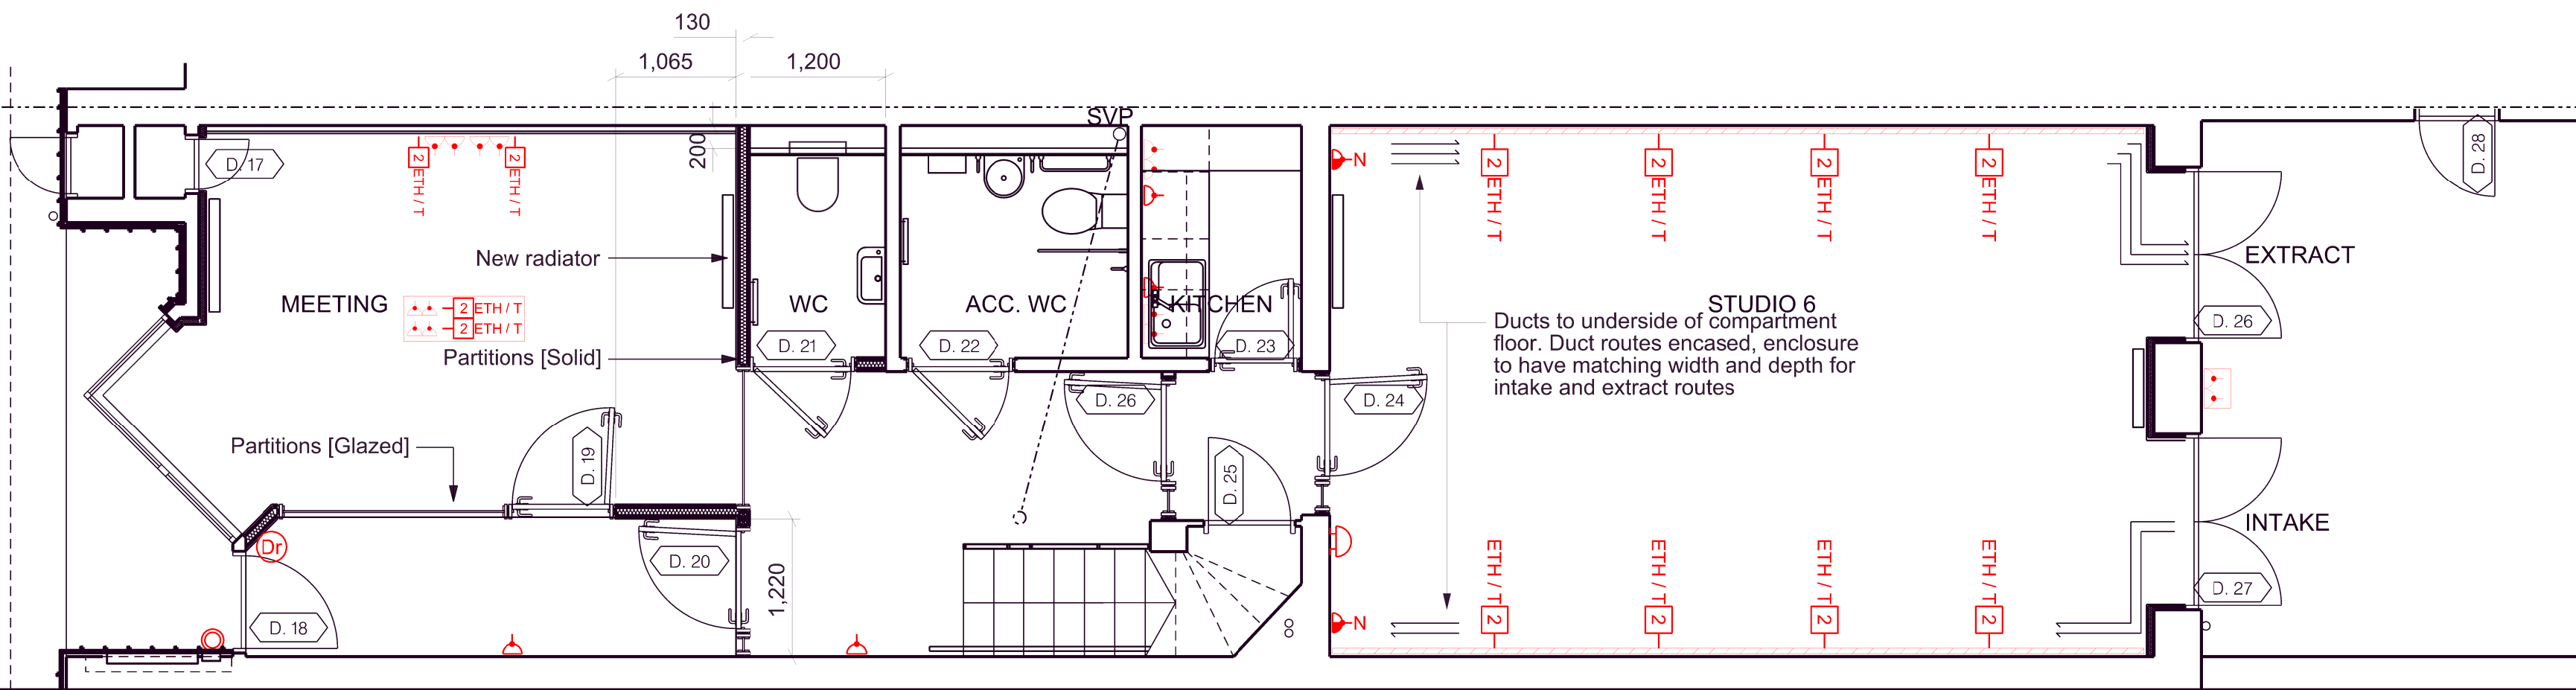 130
1,065
1,200
SVP
200
D. 17
2
ETH / T
2
ETH / T
New radiator
MEETING
2 ETH / T
2 ETH / T
Partitions [Solid]
Partitions [Glazed]
D. 19
Dr
D. 18
D. 20
1,220
WC
D. 21
ACC. WC
D. 22
KITCHEN
D. 23
D. 26
D. 25
D. 24
N
2
ETH / T
2
ETH / T
2
ETH / T
2
ETH / T
STUDIO 6
Ducts to underside of compartment
floor. Duct routes encased, enclosure
to have matching width and depth for
intake and extract routes
N
ETH / T
2
ETH / T
2
ETH / T
2
ETH / T
2
EXTRACT
D. 26
INTAKE
D. 27
D. 28